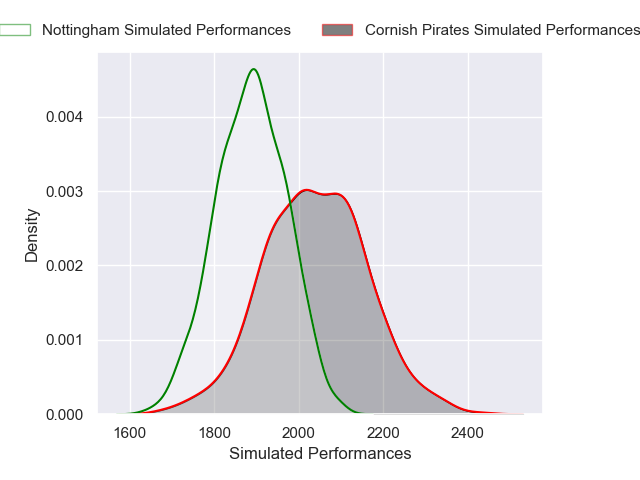 Nottingham Simulated Performances
Cornish Pirates Simulated Performances
0.004
0.003
0.002
0.001
0.000
Density
1600 1800 2000 2200 2400
Simulated Performances